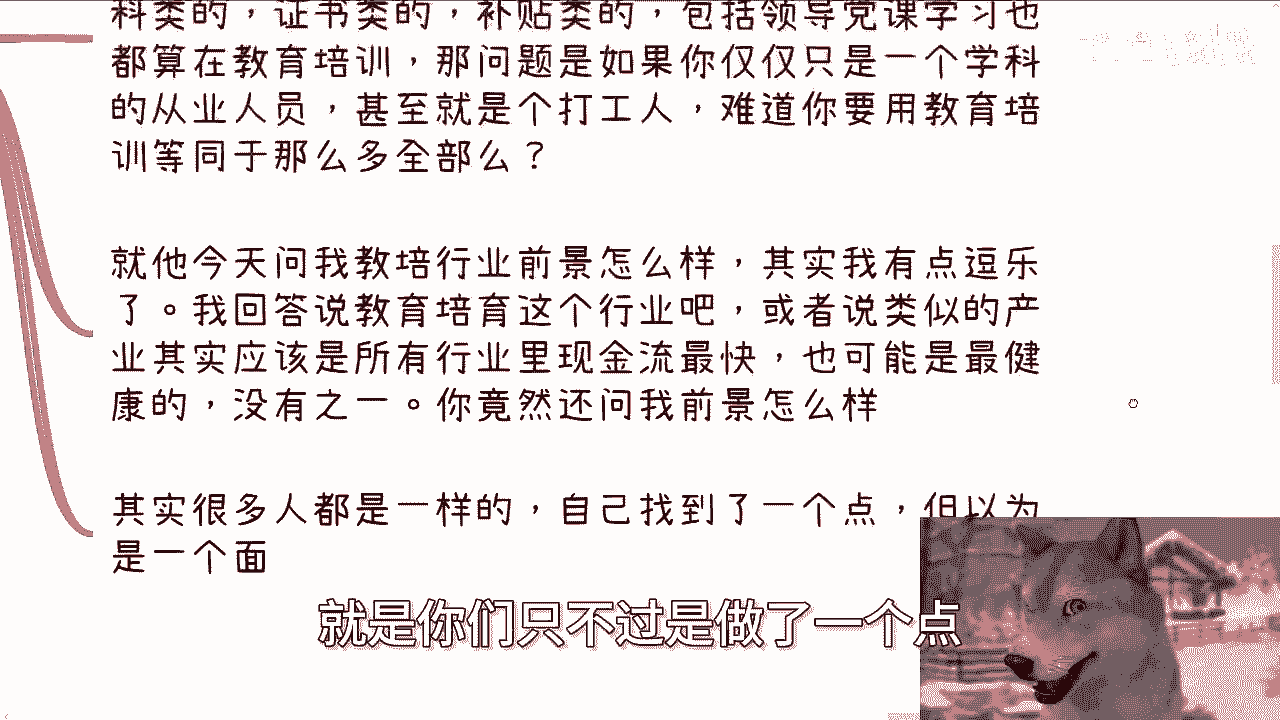 科类的，证书类的，补贴类的，包括领导党课学习也
都算在教育培训，那问题是如果你仅仅只是一个学科
的从业人员，甚至就是个打工人，难道你要用教育培
训等同于那么多全部么？
就他今天问我教培行业前景怎么样，其实我有点逗乐
了。我回答说教育培育这个行业吧，或者说类似的产
业其实应该是所有行业里现金流最快，也可能是最健
康的，没有之一。你竟然还问我前景怎么样
其实很多人都是一样的，自己找到了一个点，但以为
是一个面
就是你们只不过是做了一个点